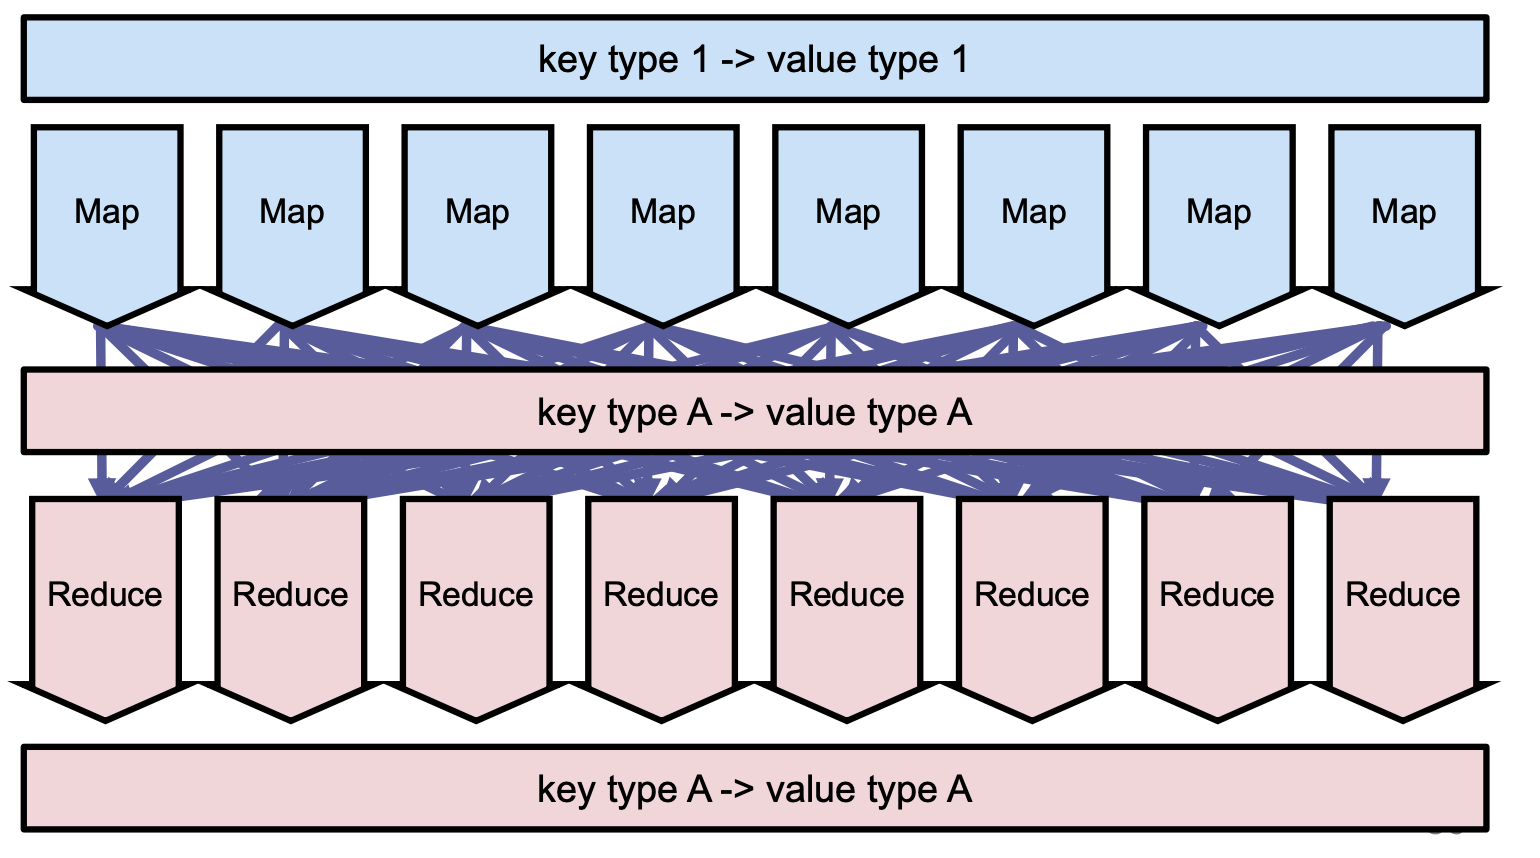 key type 1 -> value type 1
Map Map Map Map Map Map Map Map
key type A -> value type A
Reduce Reduce Reduce Reduce Reduce Reduce Reduce Reduce
key type A -> value type A